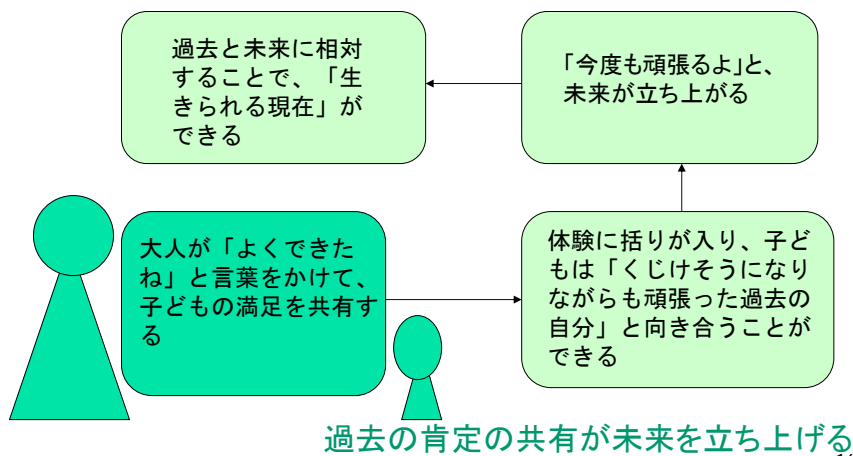 過去と未来に相対
することで、「生
きられる現在」が
できる
「今度も頑張るよ」と、
未来が立ち上がる
大人が「よくできた
ね」と言葉をかけて、
子どもの満足を共有す
る
体験に括りが入り、子ど
もは「くじけそうになり
ながらも頑張った過去の
自分」と向き合うことが
できる
過去の肯定の共有が未来を立ち上げる